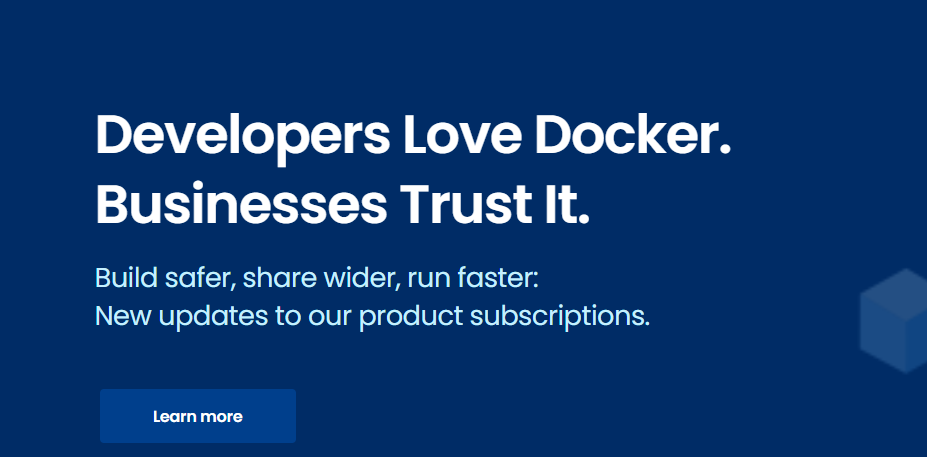 Developers Love Docker.
Businesses Trust It.
Build safer, share wider, run faster:
New updates to our product subscriptions.
Learn more